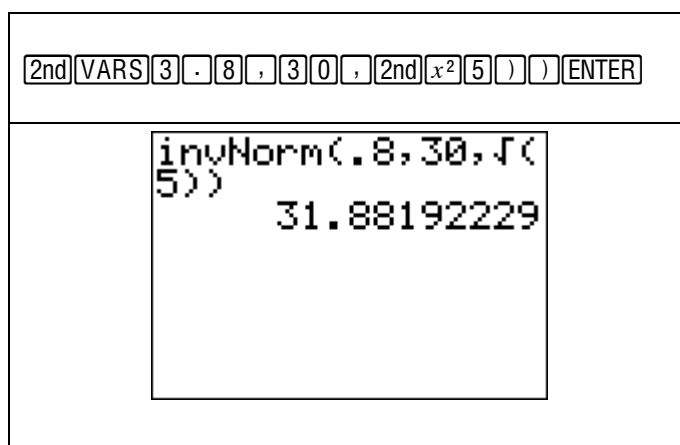 2nd VARS 3 . 8 , 3 0 , 2nd x² 5 ) ) ENTER
invNorm(.8,30,√(
5))
31.88192229